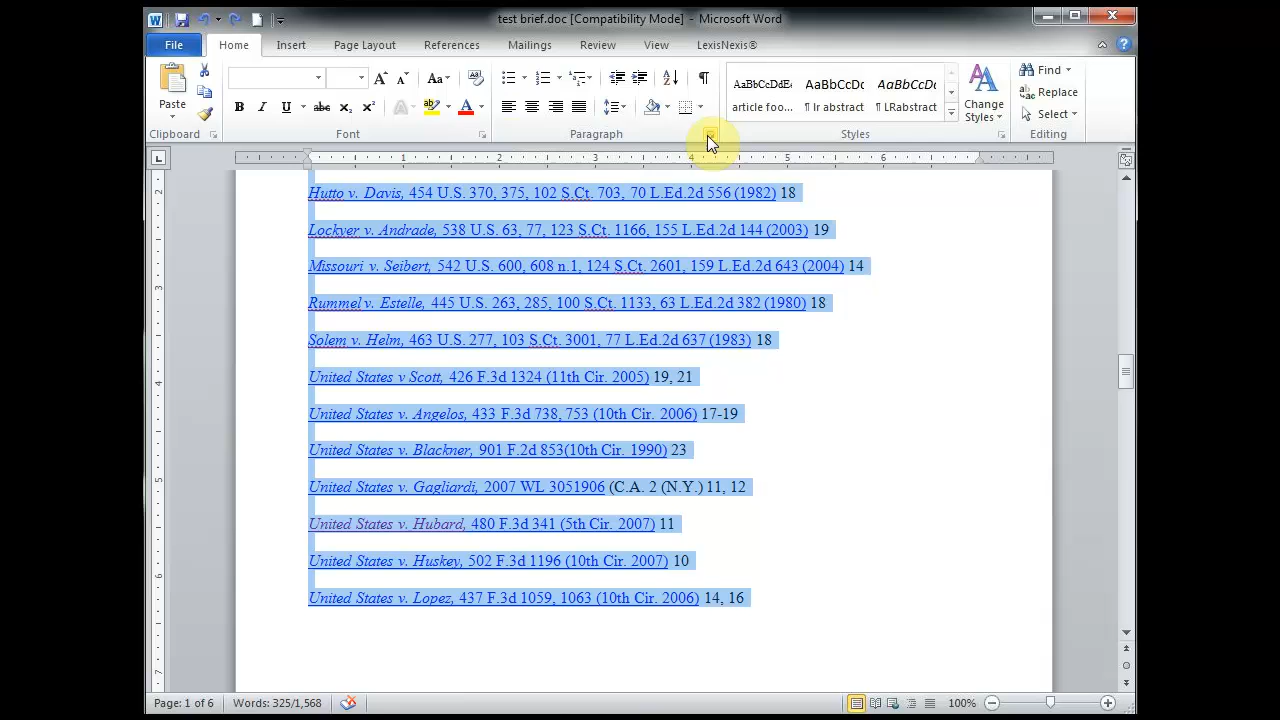 test brief.doc [Compatibility Mode] - Microsoft Word
File Home Insert Page Layout References Mailings Review View LexisNexis®
Paste
Clipboard
Font
Paragraph
AaBbCcDdE AaBbCcDc AaBbCcDc
article foo... ¶ lr abstract ¶ LRabstract
Change Styles
Styles
Find
Replace
Select
Editing
1 2 3 4 5 6
Hutto v. Davis, 454 U.S. 370, 375, 102 S.Ct. 703, 70 L.Ed.2d 556 (1982) 18
Lockyer v. Andrade, 538 U.S. 63, 77, 123 S.Ct. 1166, 155 L.Ed.2d 144 (2003) 19
Missouri v. Seibert, 542 U.S. 600, 608 n.1, 124 S.Ct. 2601, 159 L.Ed.2d 643 (2004) 14
Rummel v. Estelle, 445 U.S. 263, 285, 100 S.Ct. 1133, 63 L.Ed.2d 382 (1980) 18
Solem v. Helm, 463 U.S. 277, 103 S.Ct. 3001, 77 L.Ed.2d 637 (1983) 18
United States v Scott, 426 F.3d 1324 (11th Cir. 2005) 19, 21
United States v. Angelos, 433 F.3d 738, 753 (10th Cir. 2006) 17-19
United States v. Blackner, 901 F.2d 853(10th Cir. 1990) 23
United States v. Gagliardi, 2007 WL 3051906 (C.A. 2 (N.Y.) 11, 12
United States v. Hubard, 480 F.3d 341 (5th Cir. 2007) 11
United States v. Huskey, 502 F.3d 1196 (10th Cir. 2007) 10
United States v. Lopez, 437 F.3d 1059, 1063 (10th Cir. 2006) 14, 16
Page: 1 of 6 Words: 325/1,568 100%